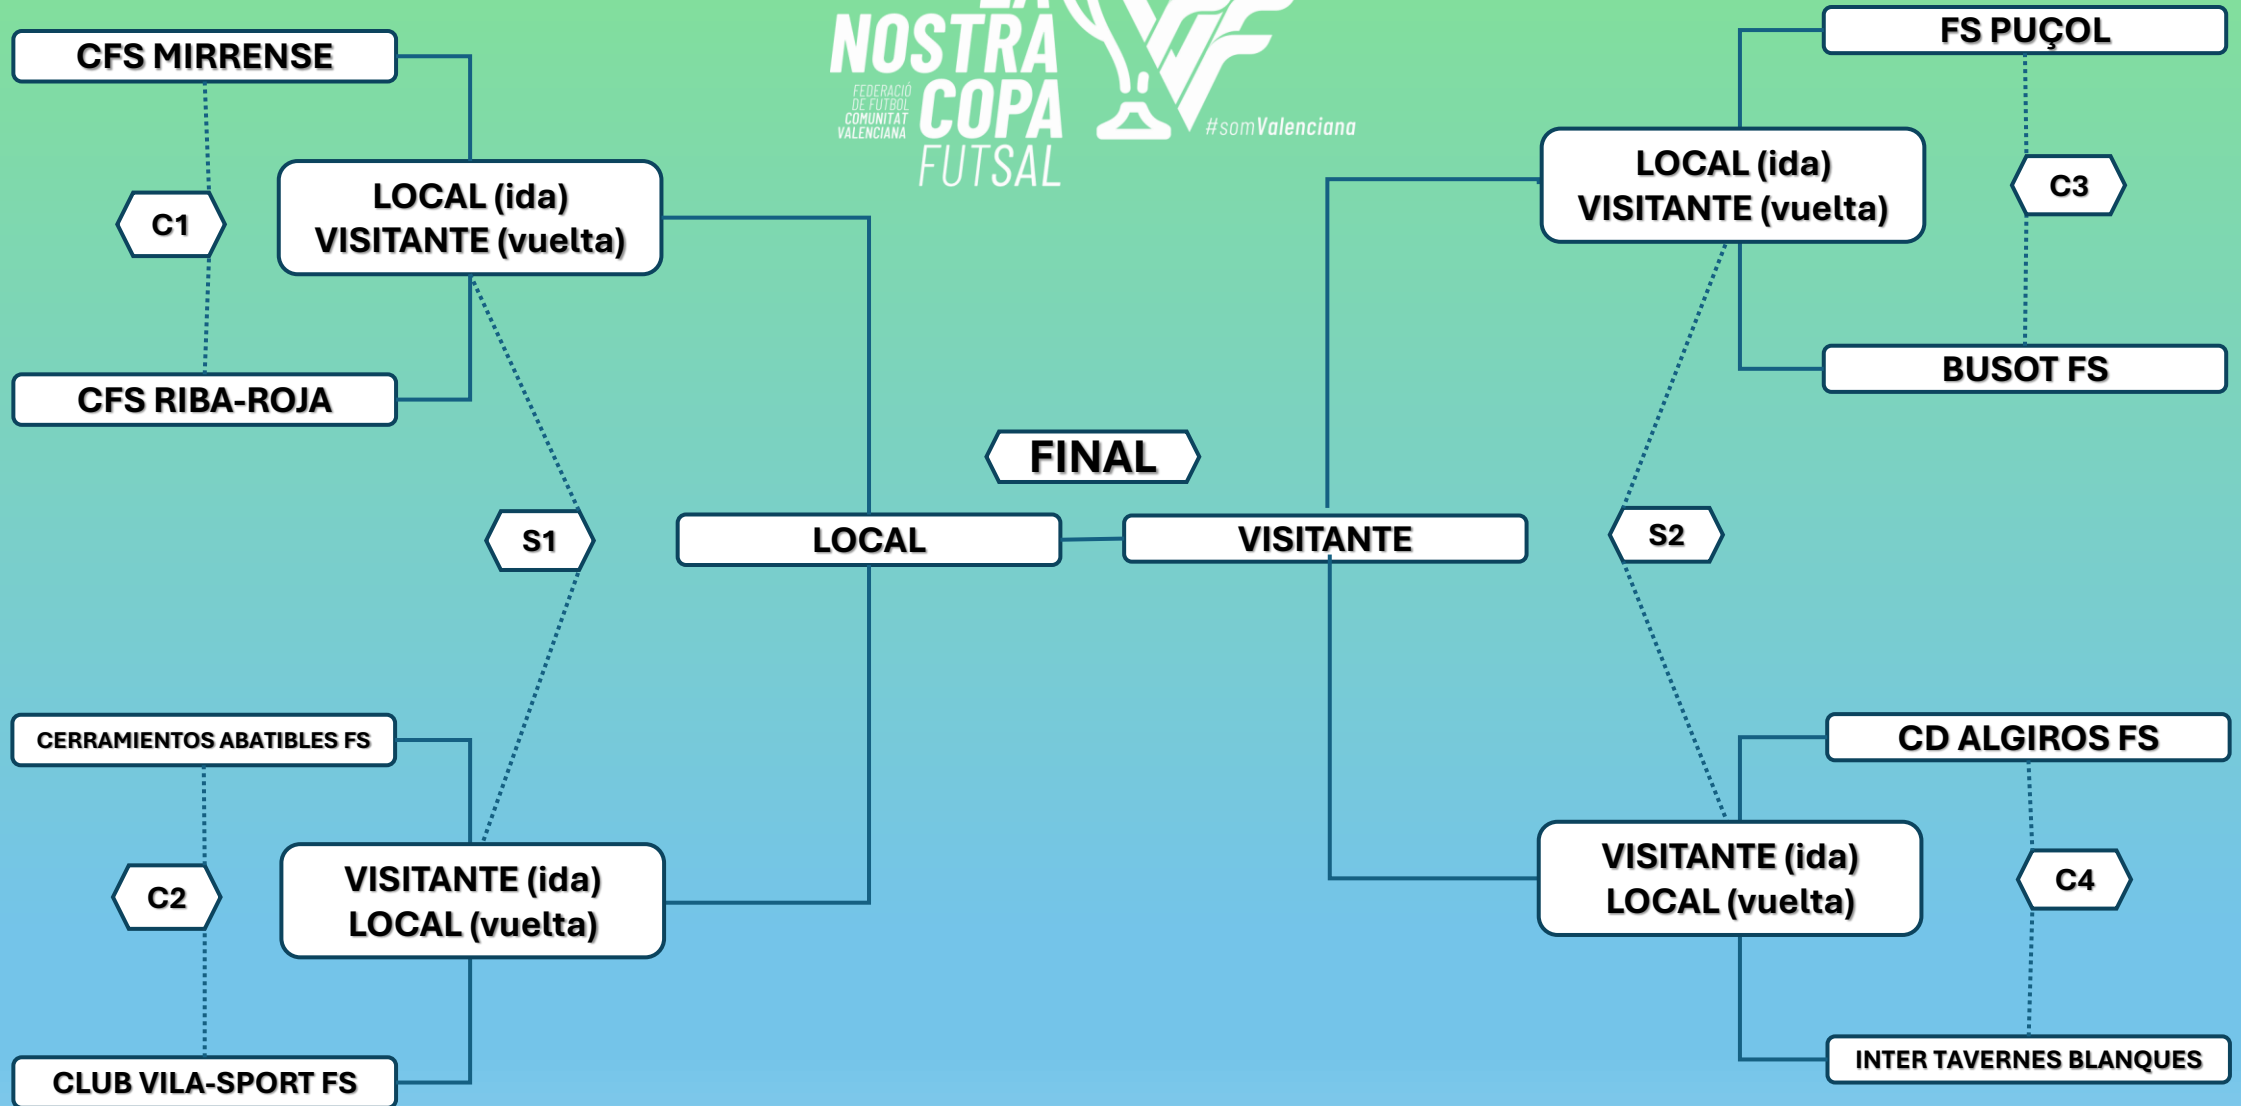 LA
NOSTRA
COPA
FUTSAL
FEDERACIÓ
DE FUTBOL
COMUNITAT
VALENCIANA
#somValenciana
CFS MIRRENSE
C1
LOCAL (ida)
VISITANTE (vuelta)
CFS RIBA-ROJA
S1
CERRAMIENTOS ABATIBLES FS
C2
VISITANTE (ida)
LOCAL (vuelta)
CLUB VILA-SPORT FS
FINAL
LOCAL
VISITANTE
FS PUÇOL
LOCAL (ida)
VISITANTE (vuelta)
C3
BUSOT FS
S2
CD ALGIROS FS
VISITANTE (ida)
LOCAL (vuelta)
C4
INTER TAVERNES BLANQUES